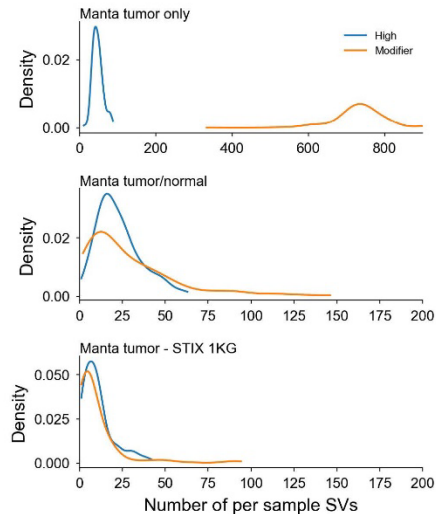 Manta tumor only
High
Modifier
Density
0.02
0.00
0 200 400 600 800
Manta tumor/normal
Density
0.02
0.00
0 25 50 75 100 125 150 175 200
Manta tumor - STIX 1KG
Density
0.050
0.025
0.000
0 25 50 75 100 125 150 175 200
Number of per sample SVs